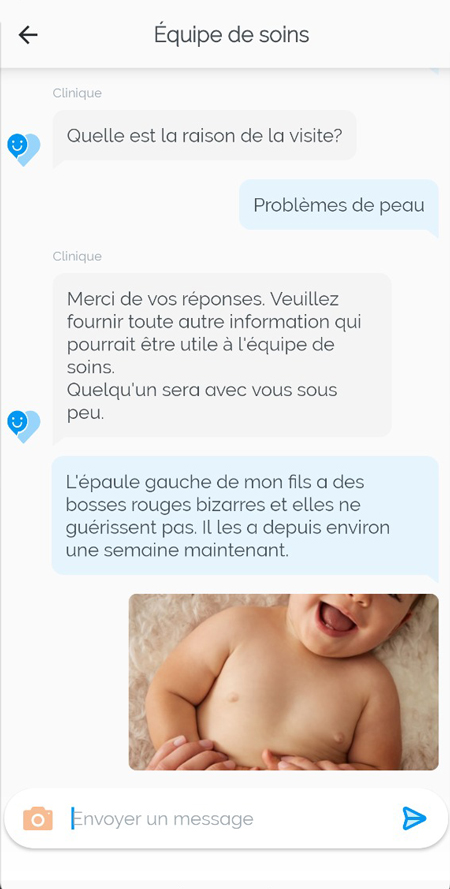 Équipe de soins
Clinique
Quelle est la raison de la visite?
Problèmes de peau
Clinique
Merci de vos réponses. Veuillez
fournir toute autre information qui
pourrait être utile à l'équipe de
soins.
Quelqu'un sera avec vous sous
peu.
L'épaule gauche de mon fils a des
bosses rouges bizarres et elles ne
guérissent pas. Il les a depuis environ
une semaine maintenant.
Envoyer un message